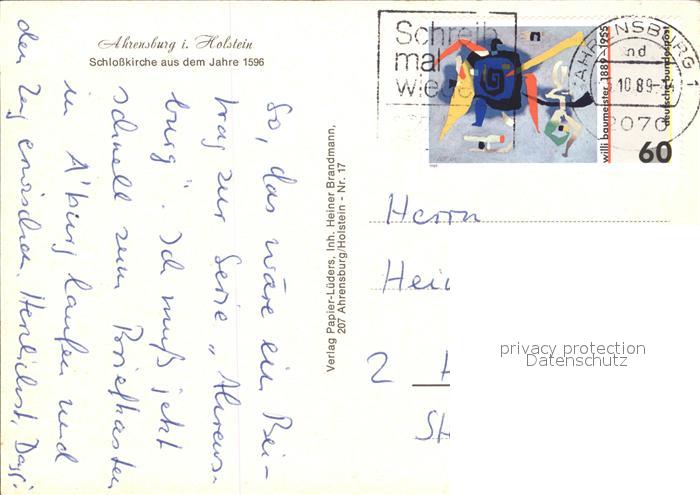 Ahrensburg i. Holstein
Schloßkirche aus dem Jahre 1596
So, das wäre ein Bei-
trag zur Serie „Ahrens-
burg". Ich muß jetzt
schnell zum Briefkasten
in A'burg laufen und
den Zug erwischen. Herzlichst,
Verlag Papier-Lüders, Inh. Heiner Brandmann,
207 Ahrensburg/Holstein - Nr. 17
Schreib
mal
wieder
AHRENSBURG 1
10.89
2070
willi baumeister 1889-1955
deutsche bundespost
60
Herrn
Hei
2
privacy protection
Datenschutz